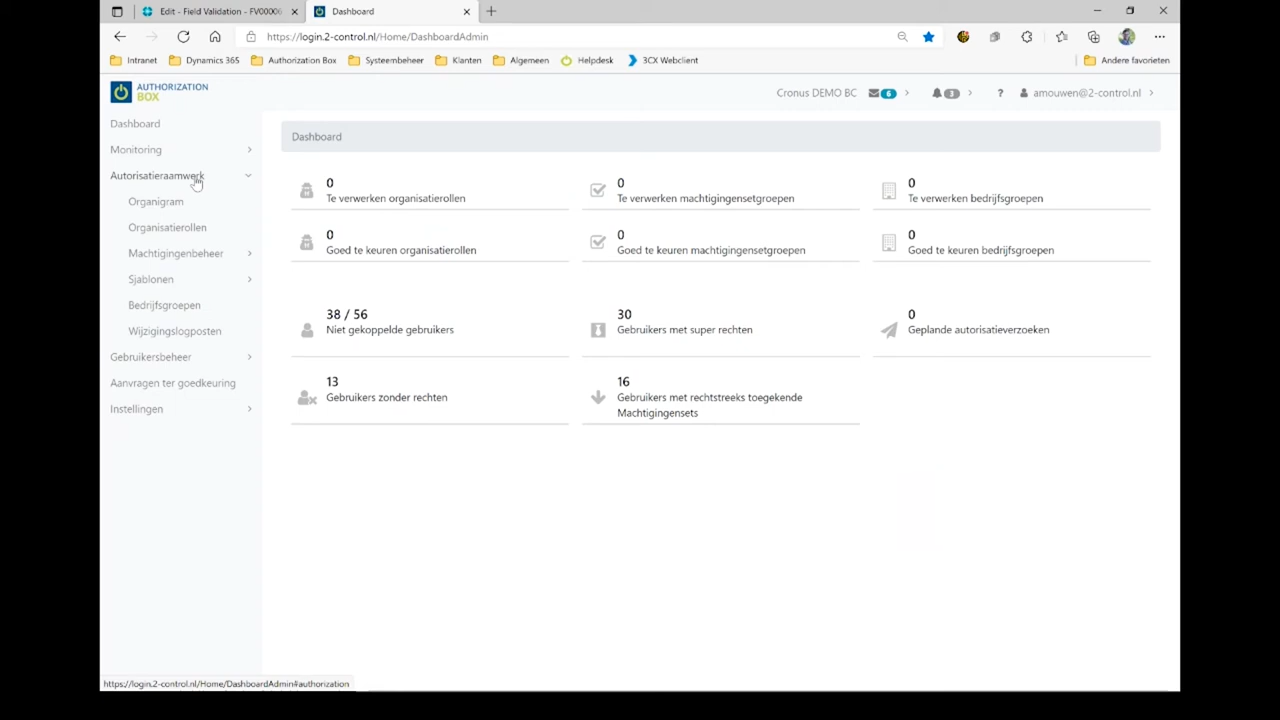 Edit - Field Validation - FV00006
Dashboard
https://login.2-control.nl/Home/DashboardAdmin
Intranet
Dynamics 365
Authorization Box
Systeembeheer
Klanten
Algemeen
Helpdesk
3CX Webclient
Andere favorieten
AUTHORIZATION
BOX
Cronus DEMO BC
6
3
?
amouwen@2-control.nl
Dashboard
Monitoring
Autorisatieraamwerk
Organigram
Organisatierollen
Machtigingenbeheer
Sjablonen
Bedrijfsgroepen
Wijzigingslogposten
Gebruikersbeheer
Aanvragen ter goedkeuring
Instellingen
Dashboard
0
Te verwerken organisatierollen
0
Te verwerken machtigingensetgroepen
0
Te verwerken bedrijfsgroepen
0
Goed te keuren organisatierollen
0
Goed te keuren machtigingensetgroepen
0
Goed te keuren bedrijfsgroepen
38 / 56
Niet gekoppelde gebruikers
30
Gebruikers met super rechten
0
Geplande autorisatieverzoeken
13
Gebruikers zonder rechten
16
Gebruikers met rechtstreeks toegekende
Machtigingensets
https://login.2-control.nl/Home/DashboardAdmin#authorization